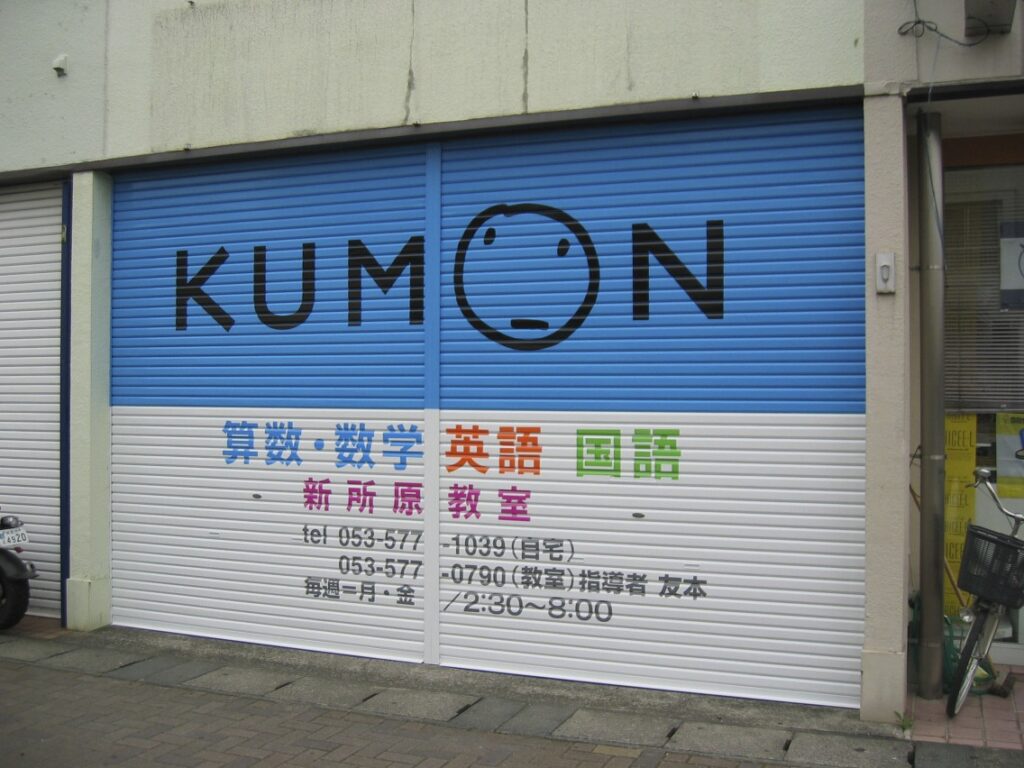 KUMON
算数・数学 英語 国語
新所原教室
tel 053-577-1039(自宅)
053-577-0790(教室)指導者 友本
毎週=月・金 /2:30〜8:00
4920